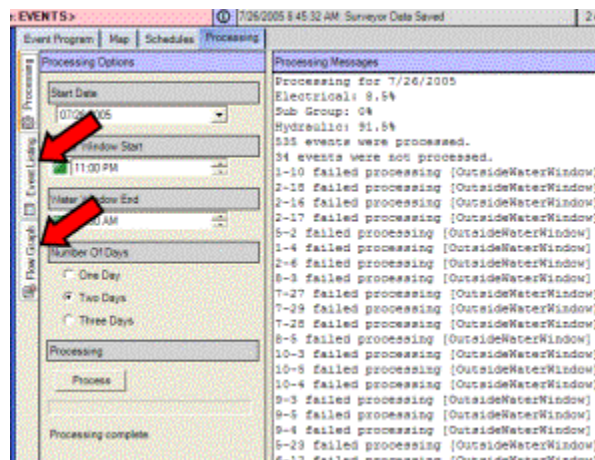 EVENTS>
7/26/2005 8:45:32 AM Surveyor Data Saved
Event Program Map Schedules Processing
Processing
Event Listing
Flow Graph
Processing Options
Start Date
07/26/2005
Window Start
11:00 PM
Water Window End
AM
Number Of Days
One Day
Two Days
Three Days
Processing
Process
Processing complete
Processing Messages
Processing for 7/26/2005
Electrical: 8.5%
Sub Group: 0%
Hydraulic: 91.5%
535 events were processed.
34 events were not processed.
1-10 failed processing [OutsideWaterWindow]
2-18 failed processing [OutsideWaterWindow]
2-16 failed processing [OutsideWaterWindow]
2-17 failed processing [OutsideWaterWindow]
5-2 failed processing [OutsideWaterWindow]
1-4 failed processing [OutsideWaterWindow]
2-6 failed processing [OutsideWaterWindow]
8-3 failed processing [OutsideWaterWindow]
7-27 failed processing [OutsideWaterWindow]
7-29 failed processing [OutsideWaterWindow]
7-28 failed processing [OutsideWaterWindow]
8-5 failed processing [OutsideWaterWindow]
10-3 failed processing [OutsideWaterWindow]
10-5 failed processing [OutsideWaterWindow]
10-4 failed processing [OutsideWaterWindow]
9-3 failed processing [OutsideWaterWindow]
9-5 failed processing [OutsideWaterWindow]
9-4 failed processing [OutsideWaterWindow]
5-23 failed processing [OutsideWaterWindow]